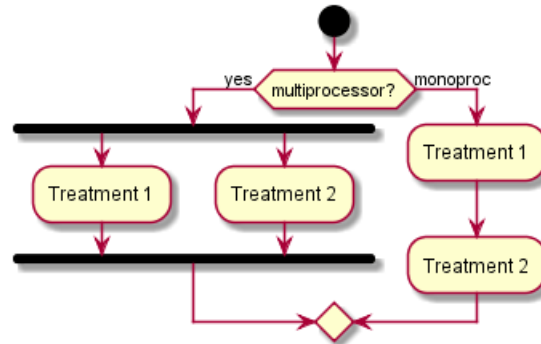 yes
multiprocessor?
monoproc
Treatment 1
Treatment 2
Treatment 1
Treatment 2